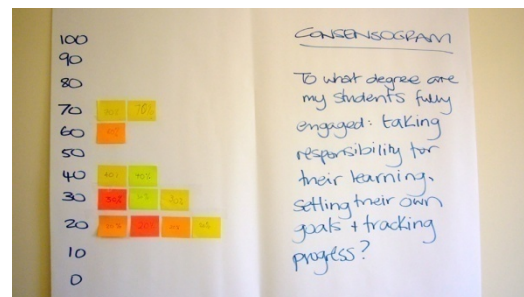 100
90
80
70
60
50
40
30
20
10
0
CONSENSOGRAM
To what degree are
my students fully
engaged: taking
responsibility for
their learning,
setting their own
goals + tracking
progress?